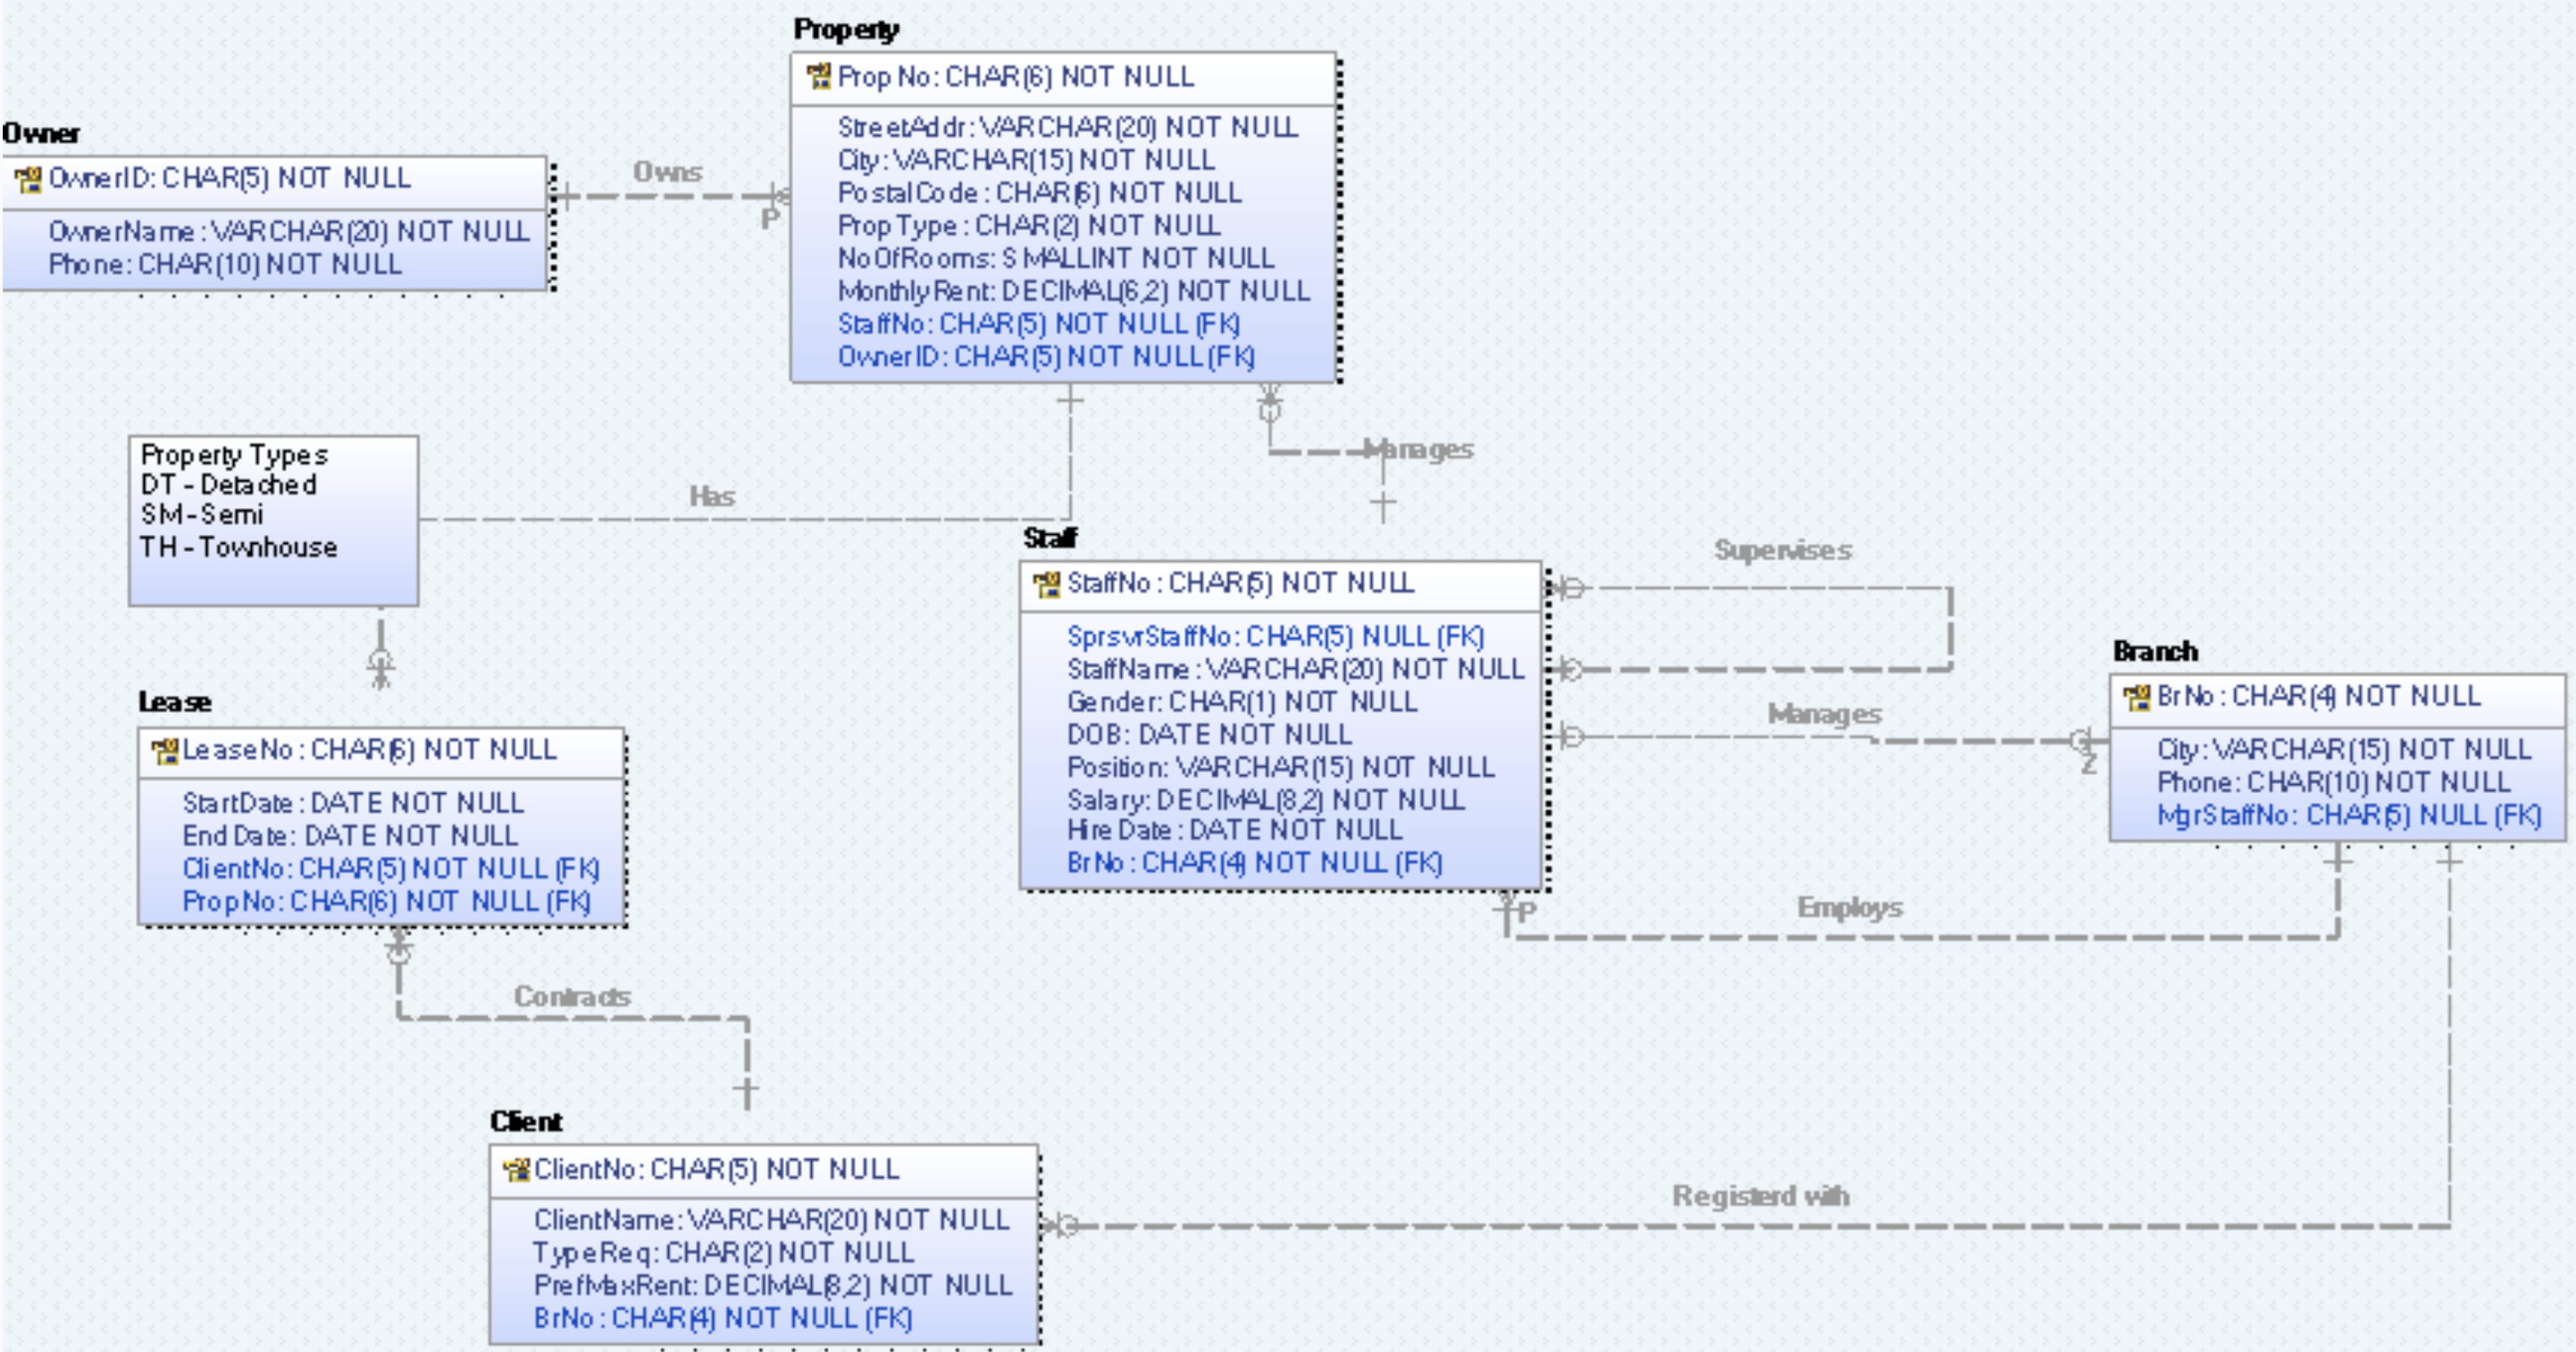 Property
PropNo: CHAR(6) NOT NULL
StreetAddr: VARCHAR(20) NOT NULL
City: VARCHAR(15) NOT NULL
PostalCode: CHAR(6) NOT NULL
PropType: CHAR(2) NOT NULL
NoOfRooms: SMALLINT NOT NULL
MonthlyRent: DECIMAL(6,2) NOT NULL
StaffNo: CHAR(5) NOT NULL (FK)
OwnerID: CHAR(5) NOT NULL (FK)
Owner
OwnerID: CHAR(5) NOT NULL
OwnerName: VARCHAR(20) NOT NULL
Phone: CHAR(10) NOT NULL
Owns
P
Property Types
DT - Detached
SM - Semi
TH - Townhouse
Has
Manages
Staff
StaffNo: CHAR(5) NOT NULL
SprsvrStaffNo: CHAR(5) NULL (FK)
StaffName: VARCHAR(20) NOT NULL
Gender: CHAR(1) NOT NULL
DOB: DATE NOT NULL
Position: VARCHAR(15) NOT NULL
Salary: DECIMAL(8,2) NOT NULL
HireDate: DATE NOT NULL
BrNo: CHAR(4) NOT NULL (FK)
Supervises
Manages
Z
Branch
BrNo: CHAR(4) NOT NULL
City: VARCHAR(15) NOT NULL
Phone: CHAR(10) NOT NULL
MgrStaffNo: CHAR(5) NULL (FK)
P
Employs
Lease
LeaseNo: CHAR(6) NOT NULL
StartDate: DATE NOT NULL
EndDate: DATE NOT NULL
ClientNo: CHAR(5) NOT NULL (FK)
PropNo: CHAR(6) NOT NULL (FK)
Contracts
Client
ClientNo: CHAR(5) NOT NULL
ClientName: VARCHAR(20) NOT NULL
TypeReq: CHAR(2) NOT NULL
PrefMaxRent: DECIMAL(8,2) NOT NULL
BrNo: CHAR(4) NOT NULL (FK)
Registerd with